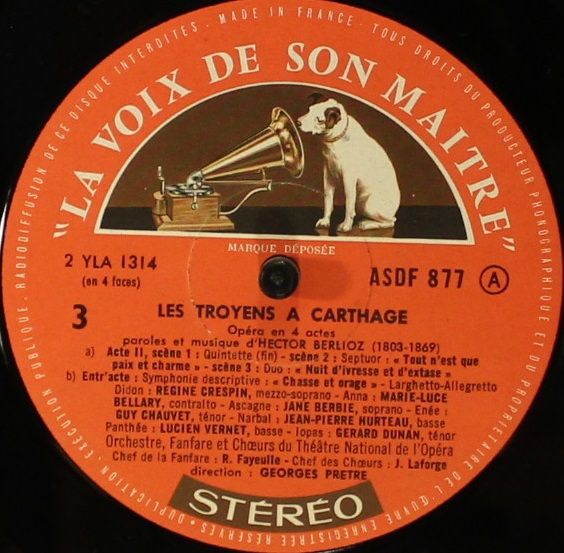 DUPLICATION - EXÉCUTION PUBLIQUE, RADIODIFFUSION DE CE DISQUE INTERDITES. - MADE IN FRANCE - TOUS DROITS DU PRODUCTEUR PHONOGRAPHIQUE ET DU PROPRIÉTAIRE DE L'ŒUVRE ENREGISTRÉE RÉSERVÉS •
"LA VOIX DE SON MAITRE"
MARQUE DÉPOSÉE
2 YLA 1314
(en 4 faces)
ASDF 877 A
3
LES TROYENS A CARTHAGE
Opéra en 4 actes
paroles et musique d'HECTOR BERLIOZ (1803-1869)
a) Acte II, scène 1 : Quintette (fin) - scène 2 : Septuor : « Tout n'est que
paix et charme » - scène 3 : Duo : « Nuit d'ivresse et d'extase »
b) Entr'acte : Symphonie descriptive : « Chasse et orage » - Larghetto-Allegretto
Didon : REGINE CRESPIN, mezzo-soprano - Anna : MARIE-LUCE
BELLARY, contralto - Ascagne : JANE BERBIE, soprano - Enée :
GUY CHAUVET, ténor - Narbal : JEAN-PIERRE HURTEAU, basse
Panthée : LUCIEN VERNET, basse - Iopas : GERARD DUNAN, ténor
Orchestre, Fanfare et Chœurs du Théâtre National de l'Opéra
Chef de la Fanfare : R. Fayeulle - Chef des Chœurs : J. Laforge
direction : GEORGES PRETRE
STÉRÉO